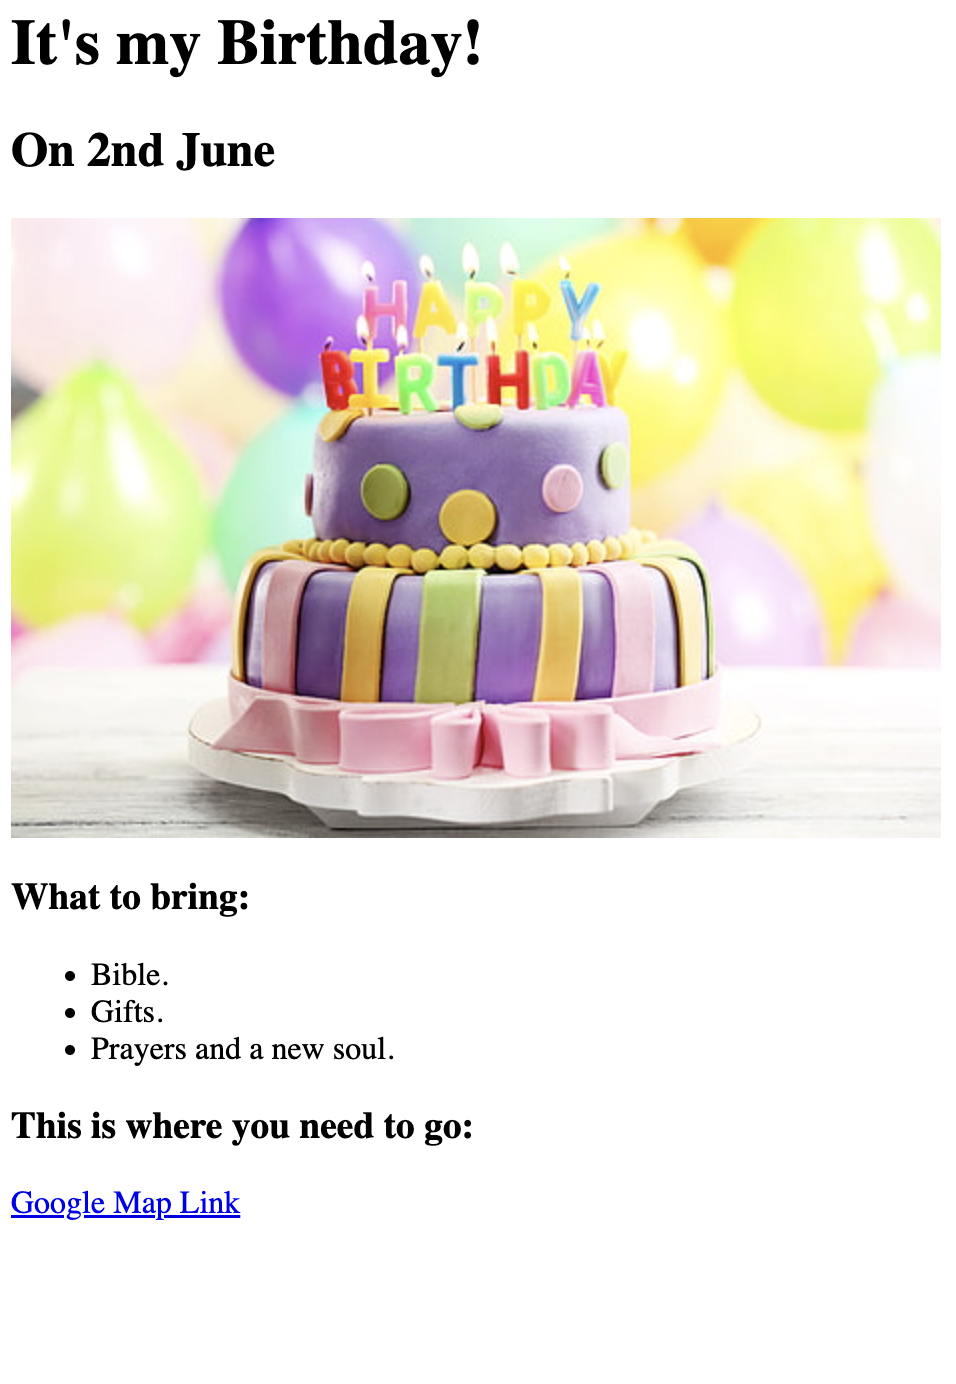 It's my Birthday!
On 2nd June
HAPPY
BIRTHDAY
What to bring:
Bible.
Gifts.
Prayers and a new soul.
This is where you need to go:
Google Map Link